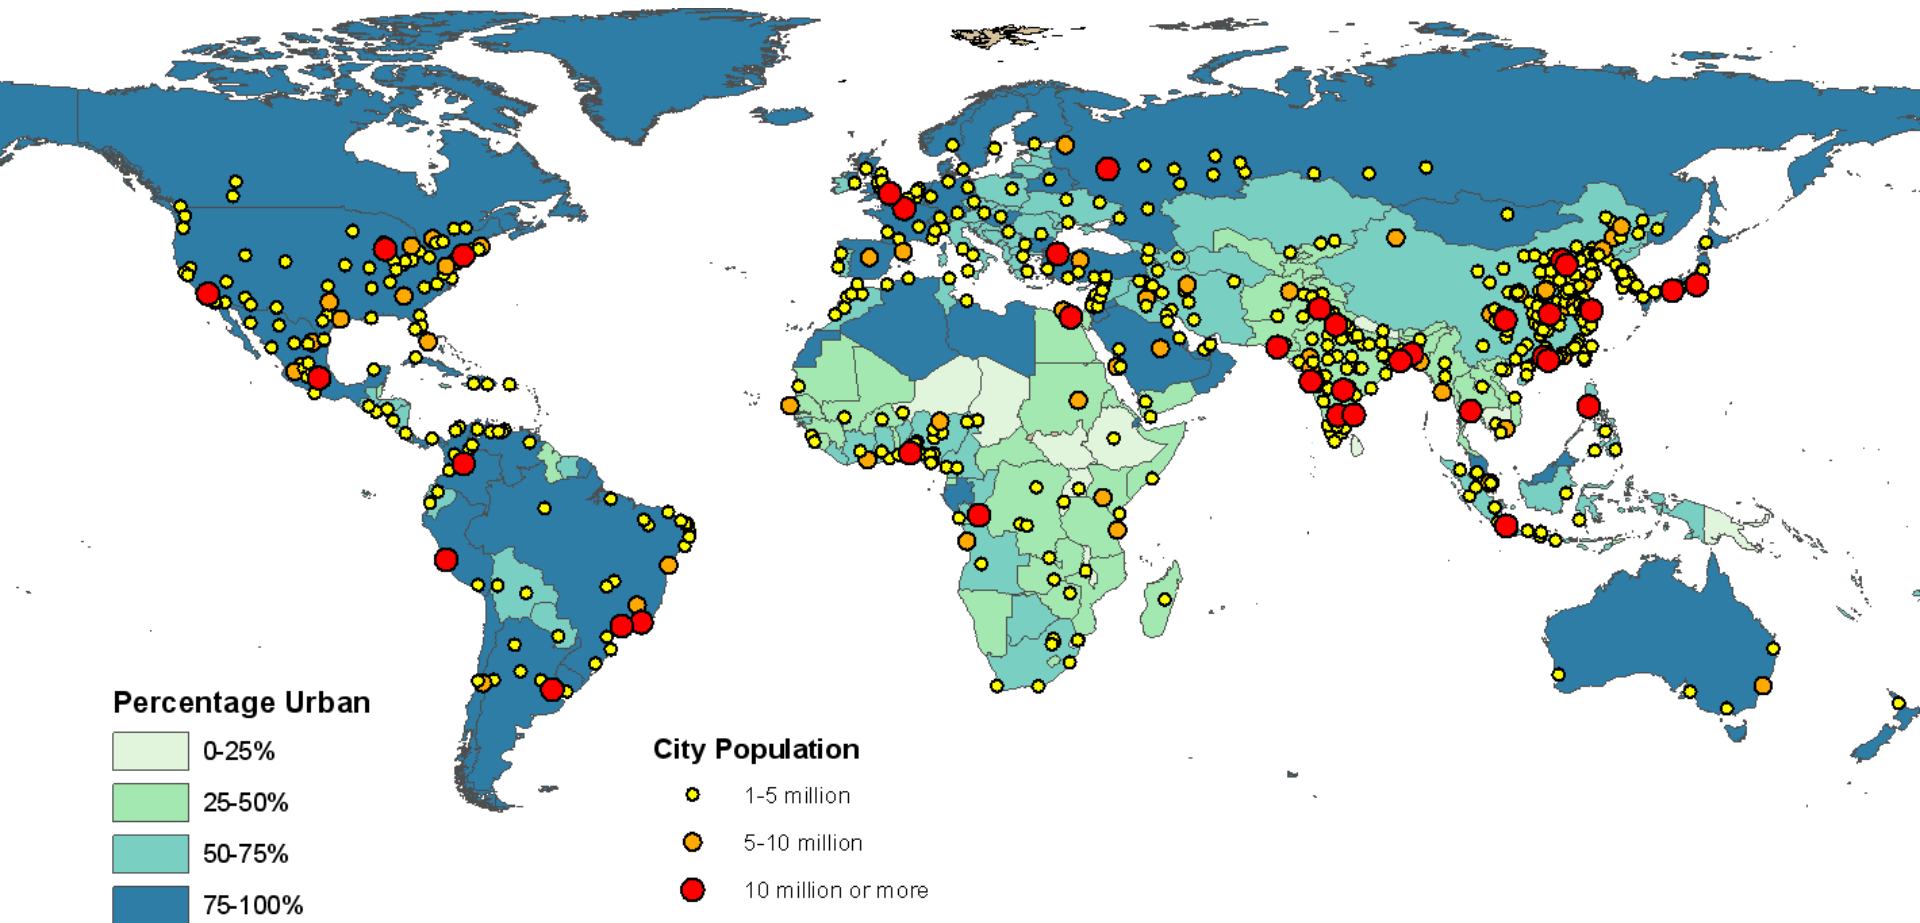 Percentage Urban
0-25%
25-50%
50-75%
75-100%
City Population
1-5 million
5-10 million
10 million or more